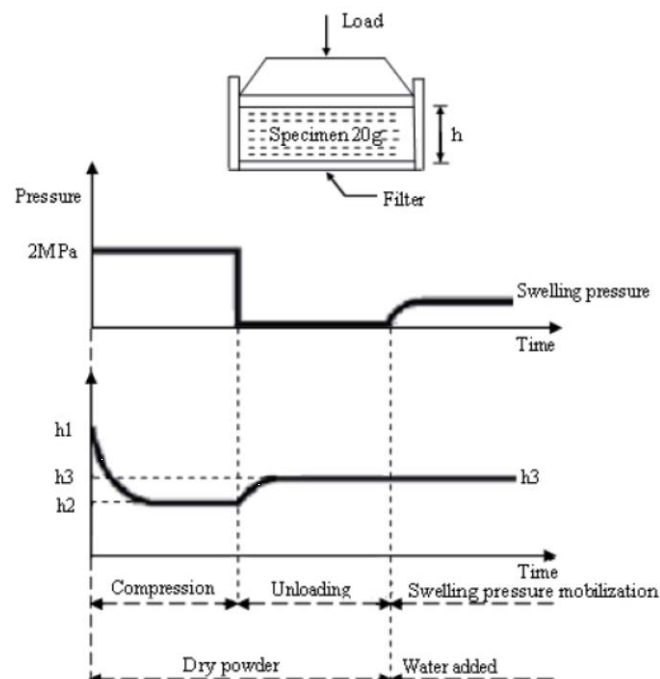 Load
Specimen 20g
h
Filter
Pressure
2MPa
Swelling pressure
Time
h1
h3
h3
h2
Time
Compression
Unloading
Swelling pressure mobilization
Dry powder
Water added